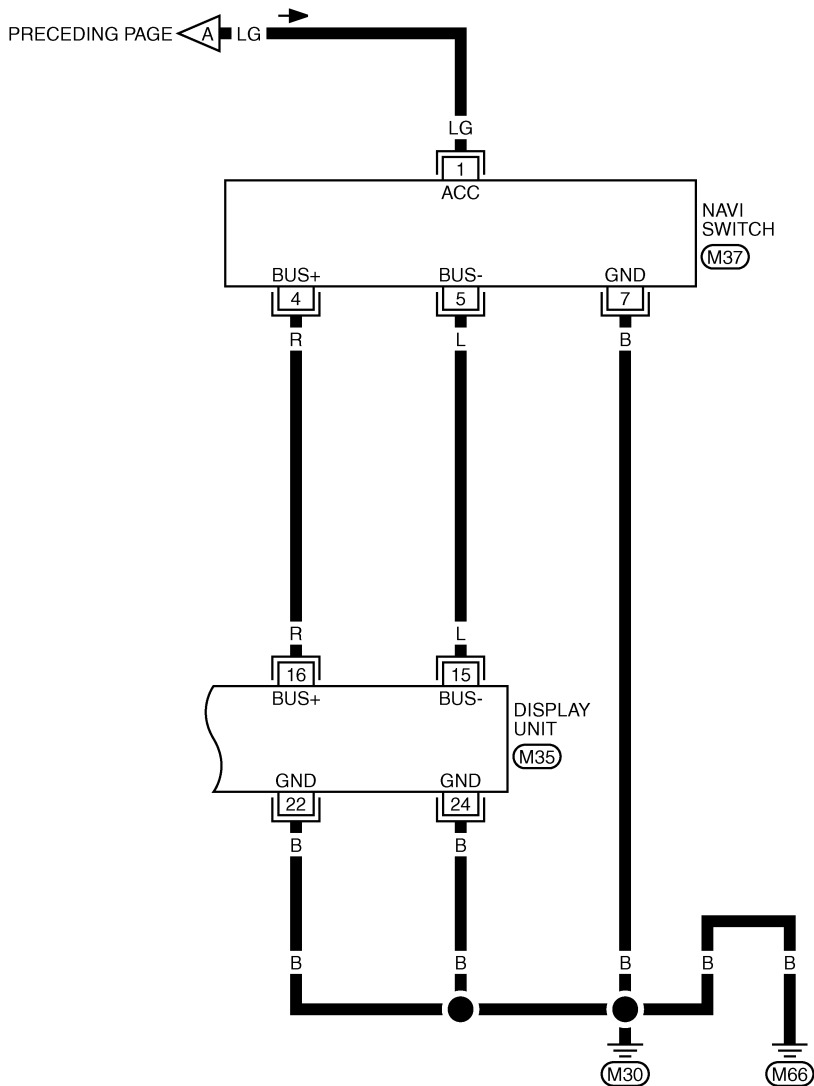 PRECEDING PAGE A LG
LG
1
ACC
NAVI
SWITCH
M37
BUS+ BUS- GND
4 5 7
R L B
R L
16 15
BUS+ BUS-
DISPLAY
UNIT
M35
GND GND
22 24
B B
B B B B B
M30 M66